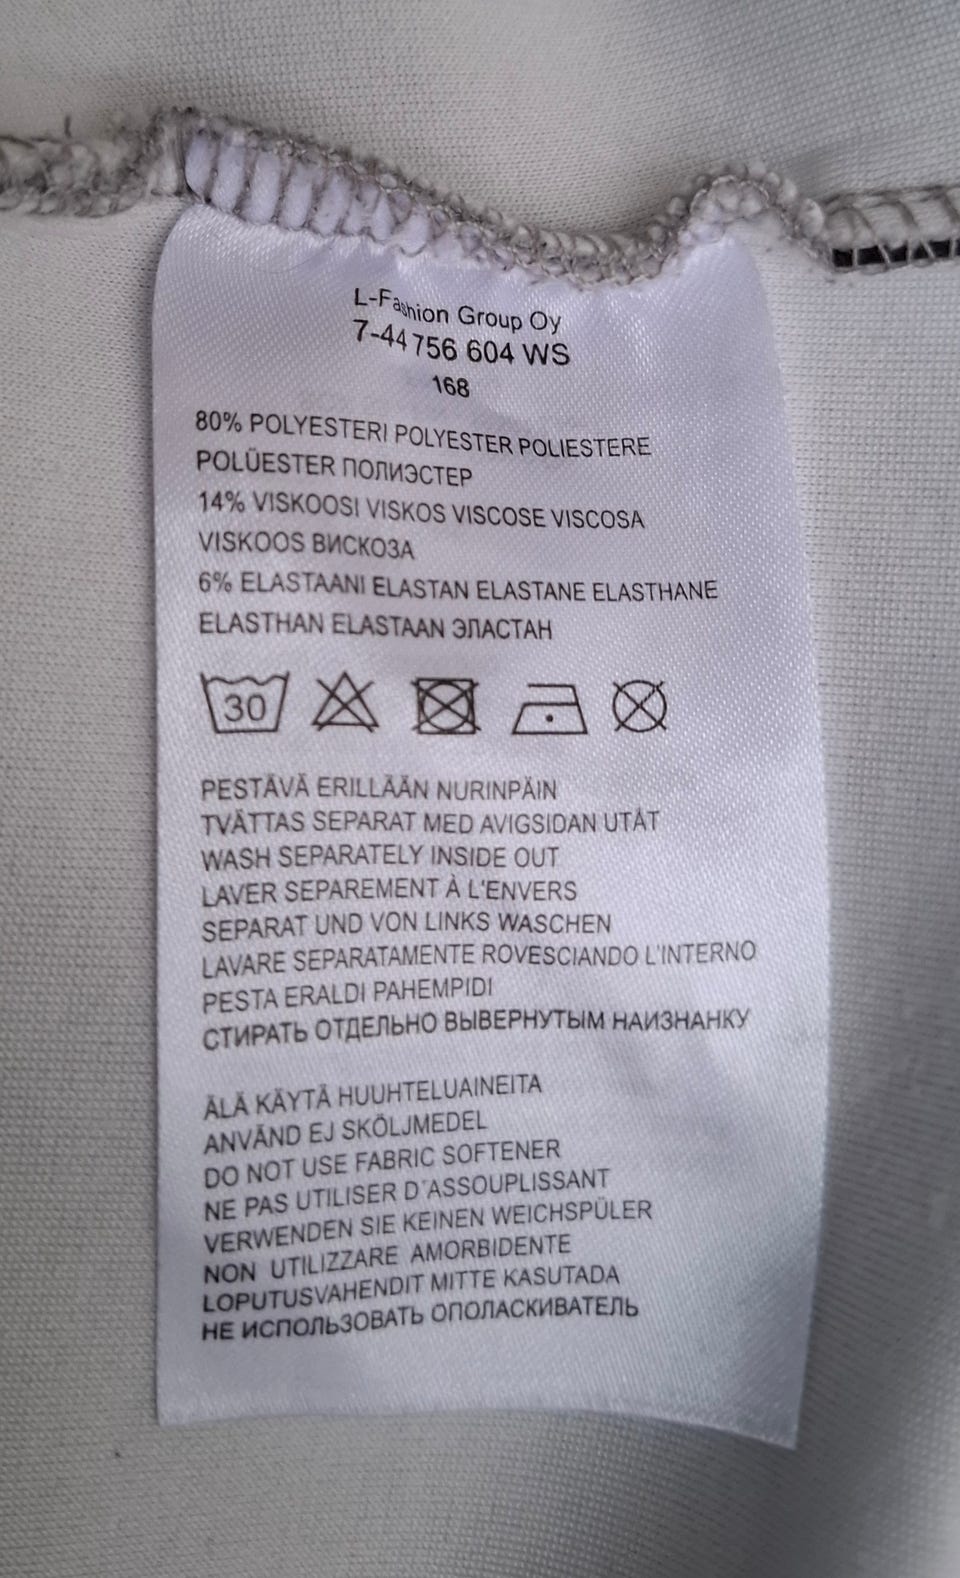 L-Fashion Group Oy
7-44 756 604 WS
168
80% POLYESTERI POLYESTER POLIESTERE
POLÜESTER ПОЛИЭСТЕР
14% VISKOOSI VISKOS VISCOSE VISCOSA
VISKOOS ВИСКОЗА
6% ELASTAANI ELASTAN ELASTANE ELASTHANE
ELASTHAN ELASTAAN ЭЛАСТАН
30
PESTÄVÄ ERILLÄÄN NURINPÄIN
TVÄTTAS SEPARAT MED AVIGSIDAN UTÅT
WASH SEPARATELY INSIDE OUT
LAVER SEPAREMENT À L'ENVERS
SEPARAT UND VON LINKS WASCHEN
LAVARE SEPARATAMENTE ROVESCIANDO L'INTERNO
PESTA ERALDI PAHEMPIDI
СТИРАТЬ ОТДЕЛЬНО ВЫВЕРНУТЫМ НАИЗНАНКУ
ÄLÄ KÄYTÄ HUUHTELUAINEITA
ANVÄND EJ SKÖLJMEDEL
DO NOT USE FABRIC SOFTENER
NE PAS UTILISER D'ASSOUPLISSANT
VERWENDEN SIE KEINEN WEICHSPÜLER
NON UTILIZZARE AMORBIDENTE
LOPUTUSVAHENDIT MITTE KASUTADA
НЕ ИСПОЛЬЗОВАТЬ ОПОЛАСКИВАТЕЛЬ